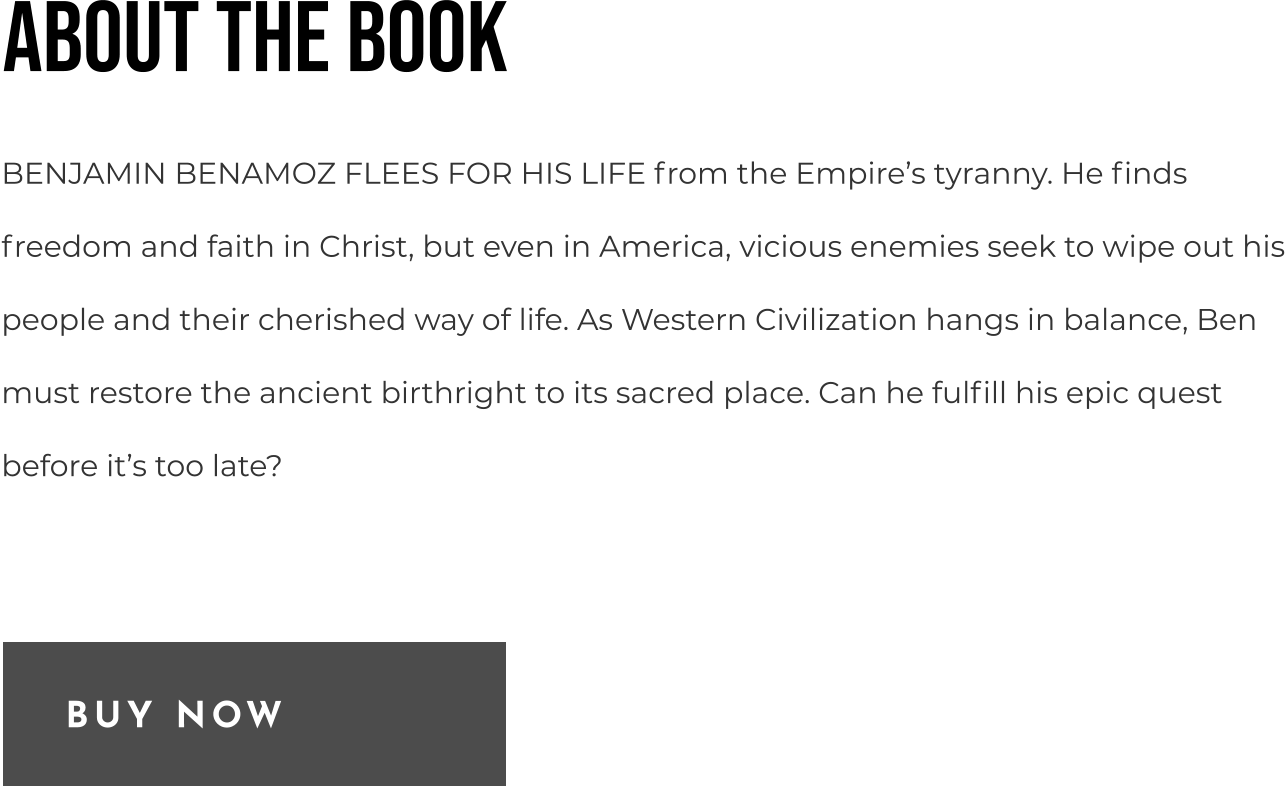 ABOUT THE BOOK
BENJAMIN BENAMOZ FLEES FOR HIS LIFE from the Empire’s tyranny. He finds
freedom and faith in Christ, but even in America, vicious enemies seek to wipe out his
people and their cherished way of life. As Western Civilization hangs in balance, Ben
must restore the ancient birthright to its sacred place. Can he fulfill his epic quest
before it’s too late?
BUY NOW